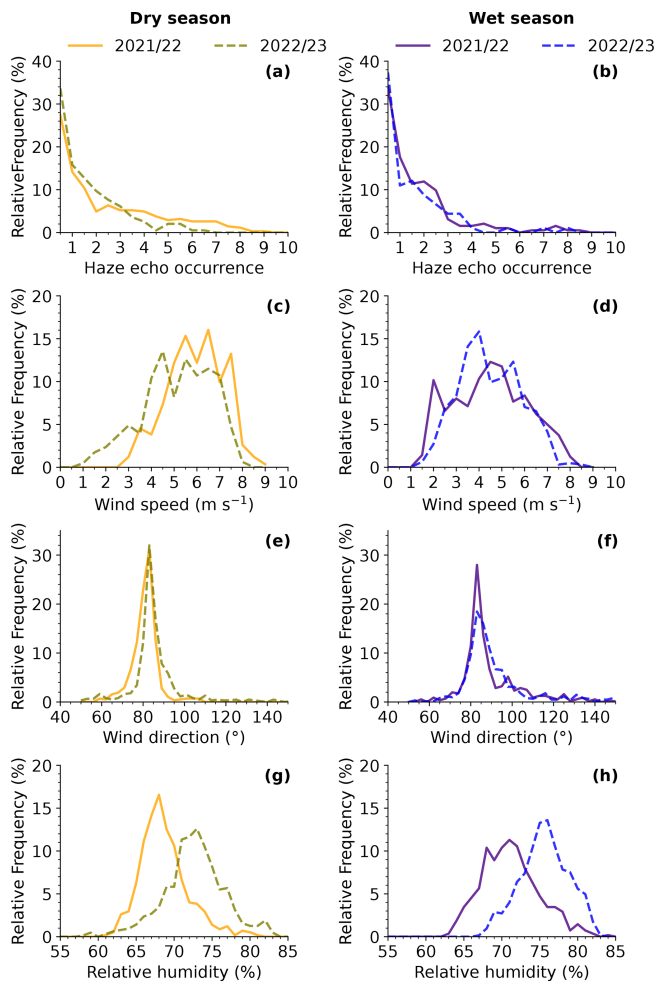 Dry season Wet season
2021/22 2022/23 2021/22 2022/23
(a) (b)
RelativeFrequency (%) RelativeFrequency (%)
40 40
30 30
20 20
10 10
0 0
1 2 3 4 5 6 7 8 9 10 1 2 3 4 5 6 7 8 9 10
Haze echo occurrence Haze echo occurrence
(c) (d)
Relative Frequency (%) Relative Frequency (%)
20 20
15 15
10 10
5 5
0 0
0 1 2 3 4 5 6 7 8 9 10 0 1 2 3 4 5 6 7 8 9 10
Wind speed (m s⁻¹) Wind speed (m s⁻¹)
(e) (f)
Relative Frequency (%) Relative Frequency (%)
30 30
20 20
10 10
0 0
40 60 80 100 120 140 40 60 80 100 120 140
Wind direction (°) Wind direction (°)
(g) (h)
Relative Frequency (%) Relative Frequency (%)
20 20
15 15
10 10
5 5
0 0
55 60 65 70 75 80 85 55 60 65 70 75 80 85
Relative humidity (%) Relative humidity (%)